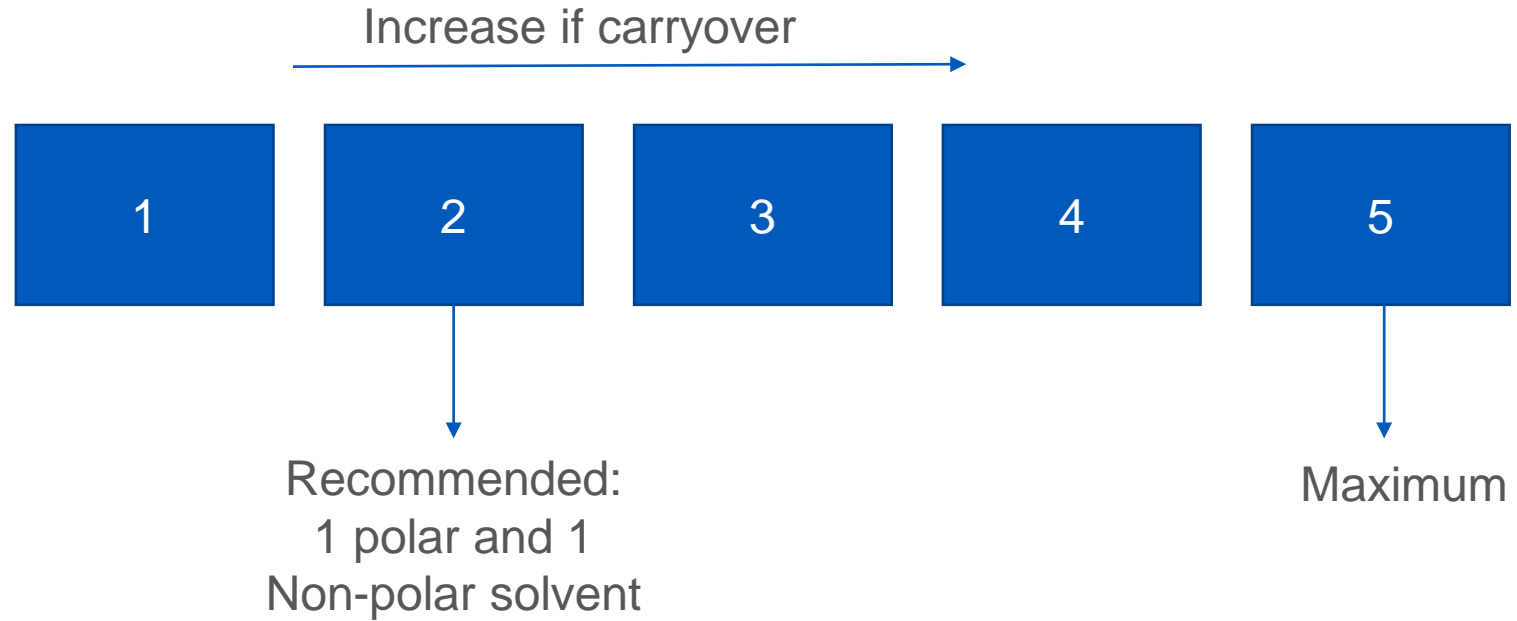 Increase if carryover
1
2
3
4
5
Recommended:
1 polar and 1
Non-polar solvent
Maximum